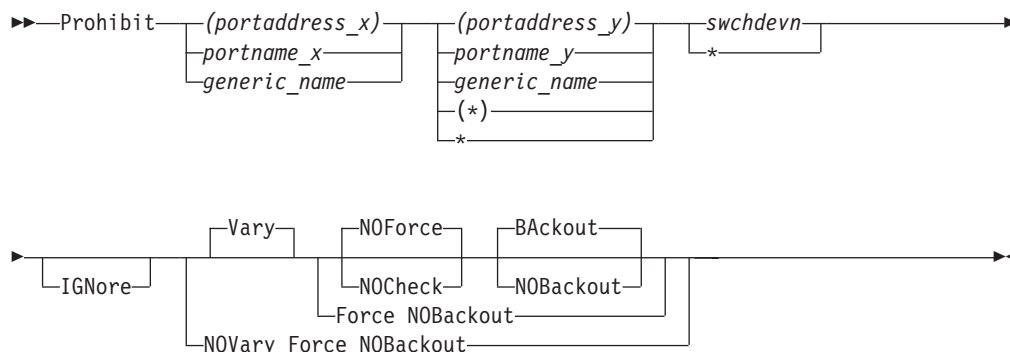 Prohibit (portaddress_x) (portaddress_y) swchdevn
portname_x portname_y *
generic_name generic_name
(*)
*
Vary NOForce BAckout
IGNore NOCheck NOBackout
Force NOBackout
NOVary Force NOBackout